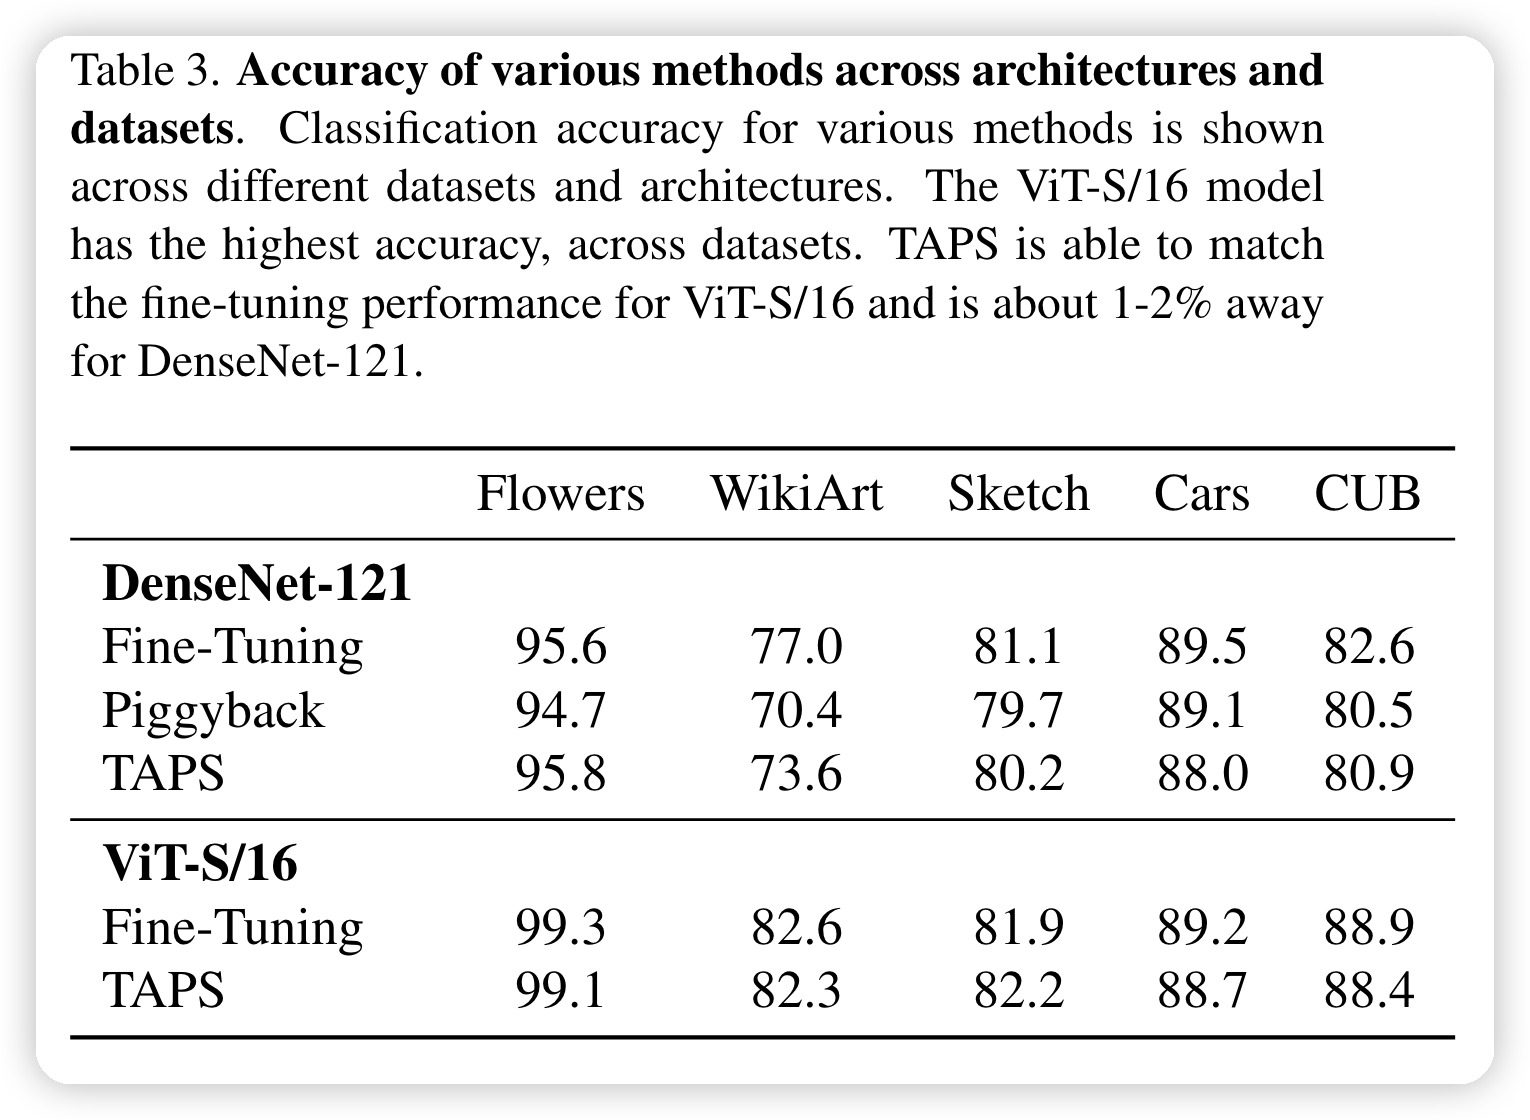 Table 3. Accuracy of various methods across architectures and
datasets. Classification accuracy for various methods is shown
across different datasets and architectures. The ViT-S/16 model
has the highest accuracy, across datasets. TAPS is able to match
the fine-tuning performance for ViT-S/16 and is about 1-2% away
for DenseNet-121.
Flowers WikiArt Sketch Cars CUB
DenseNet-121
Fine-Tuning 95.6 77.0 81.1 89.5 82.6
Piggyback 94.7 70.4 79.7 89.1 80.5
TAPS 95.8 73.6 80.2 88.0 80.9
ViT-S/16
Fine-Tuning 99.3 82.6 81.9 89.2 88.9
TAPS 99.1 82.3 82.2 88.7 88.4